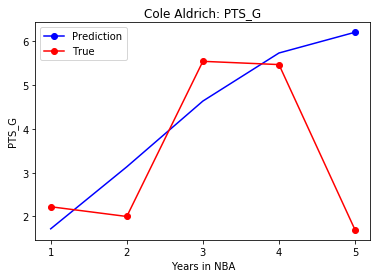 Cole Aldrich: PTS_G
Prediction
True
6
5
4
3
2
PTS_G
1 2 3 4 5
Years in NBA